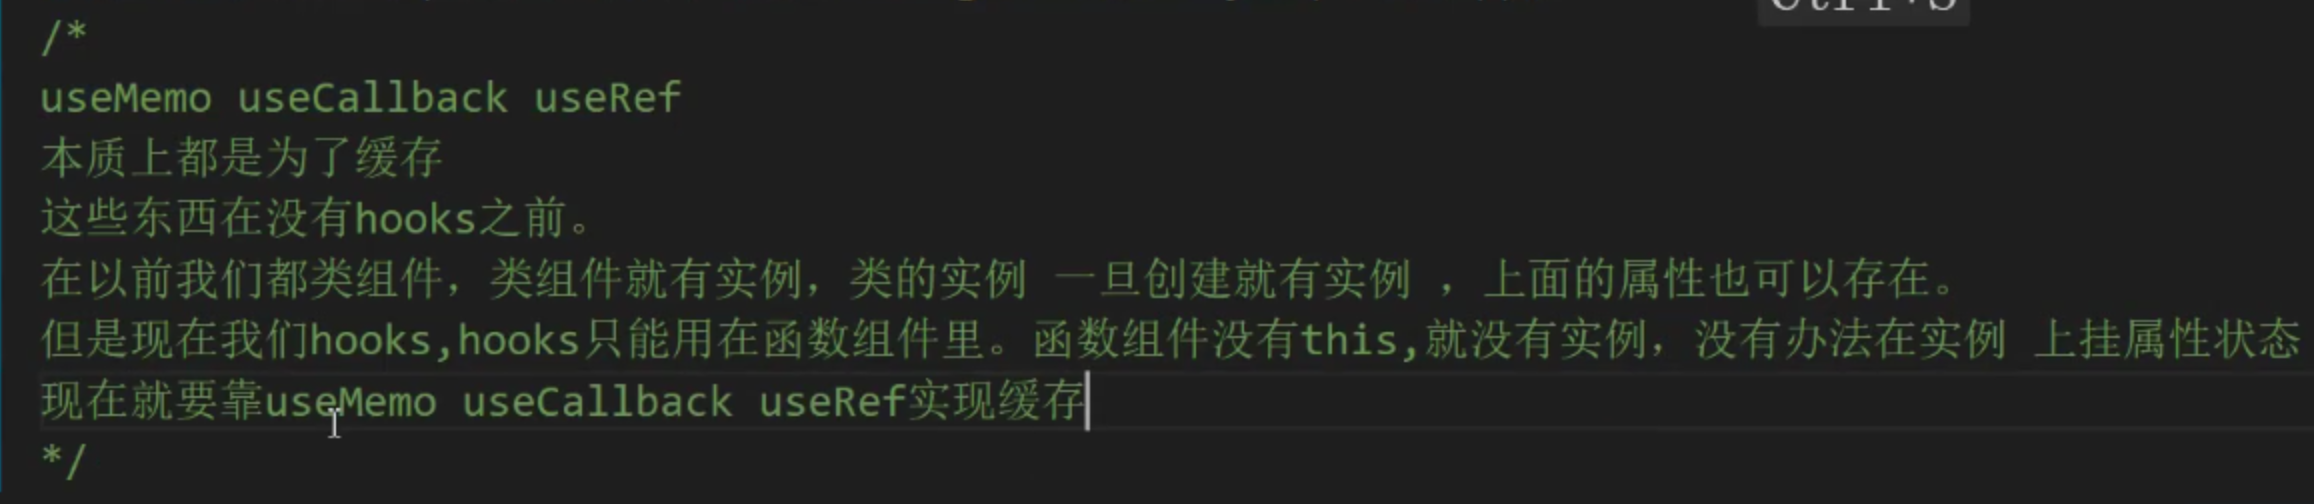 Ctrl+S
/*
useMemo useCallback useRef
本质上都是为了缓存
这些东西在没有hooks之前。
在以前我们都类组件，类组件就有实例，类的实例 一旦创建就有实例 ，上面的属性也可以存在。
但是现在我们hooks,hooks只能用在函数组件里。函数组件没有this,就没有实例，没有办法在实例 上挂属性状态
现在就要靠useMemo useCallback useRef实现缓存
*/